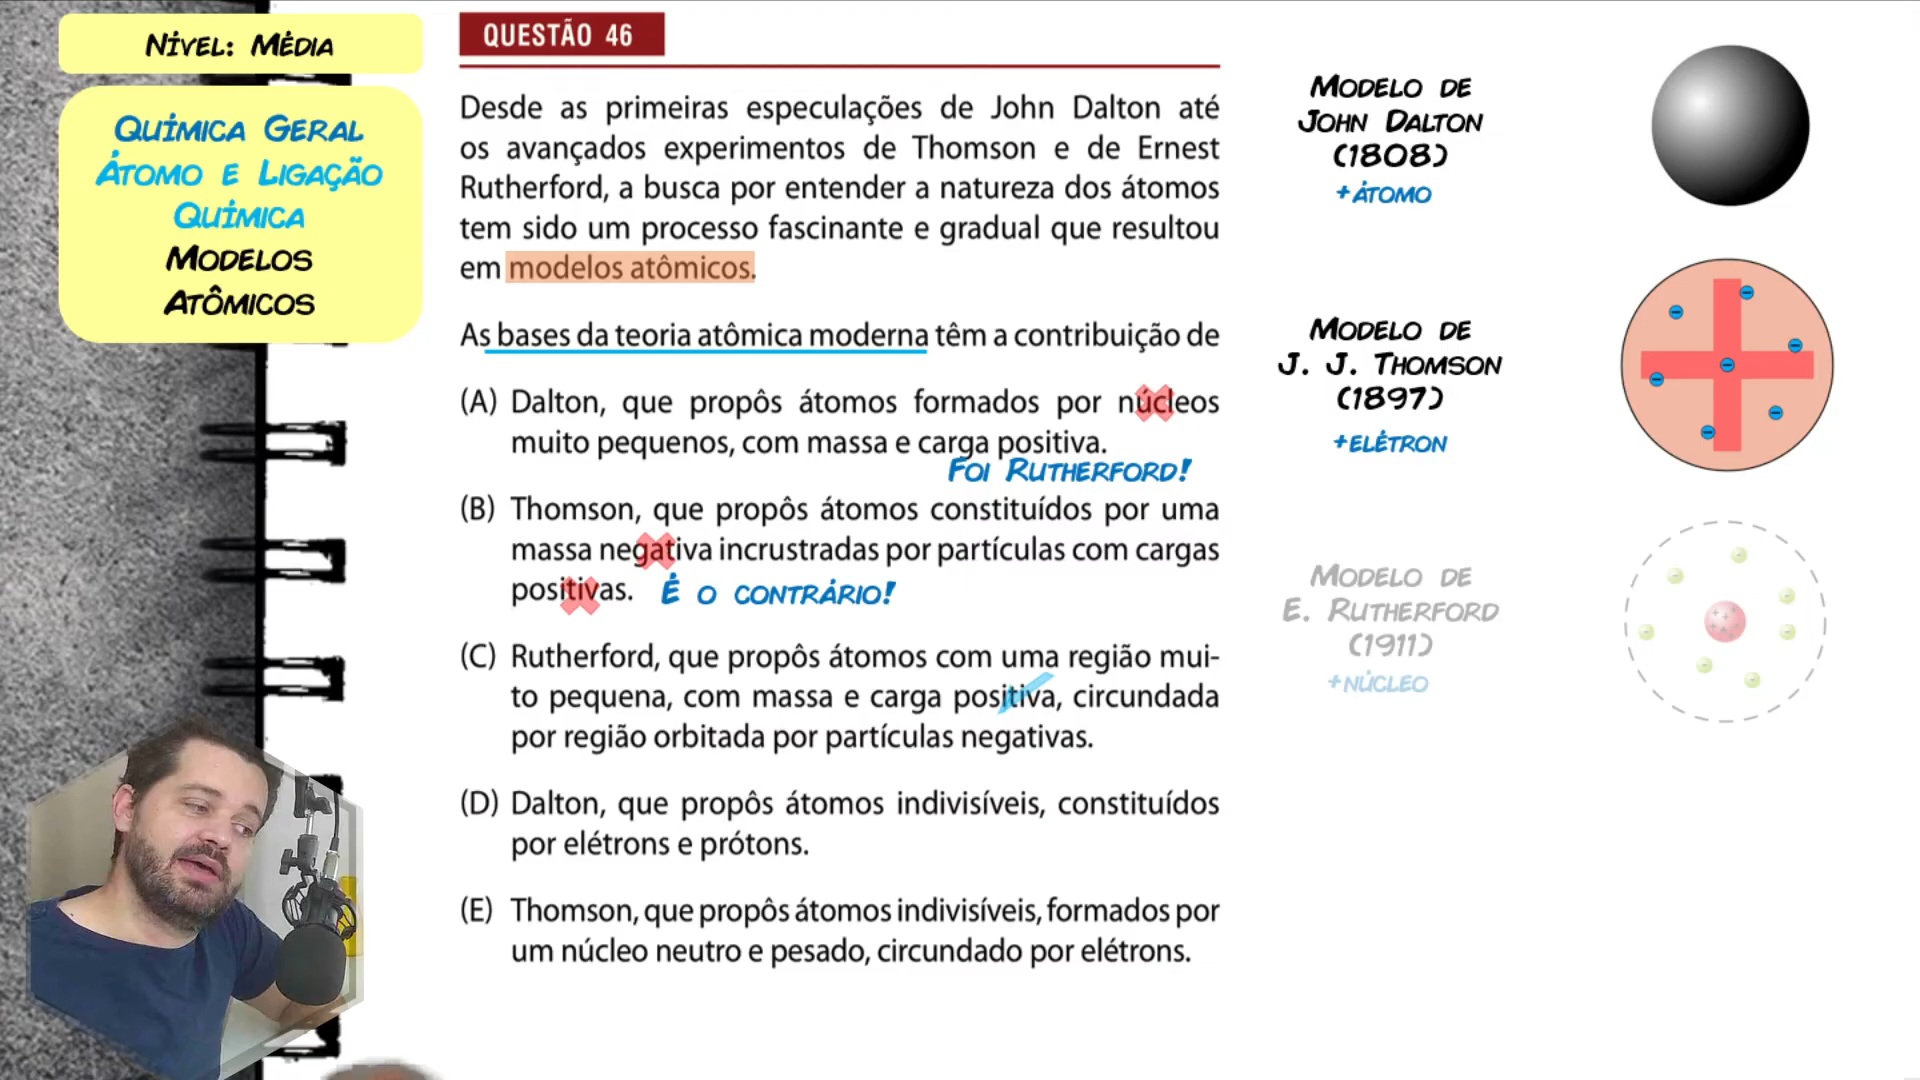 Nível: Média
Química Geral
Átomo e Ligação
Química
Modelos
Atômicos
QUESTÃO 46
Desde as primeiras especulações de John Dalton até
os avançados experimentos de Thomson e de Ernest
Rutherford, a busca por entender a natureza dos átomos
tem sido um processo fascinante e gradual que resultou
em modelos atômicos.
As bases da teoria atômica moderna têm a contribuição de
(A) Dalton, que propôs átomos formados por núcleos
muito pequenos, com massa e carga positiva.
Foi Rutherford!
(B) Thomson, que propôs átomos constituídos por uma
massa negativa incrustradas por partículas com cargas
positivas. É o contrário!
(C) Rutherford, que propôs átomos com uma região mui-
to pequena, com massa e carga positiva, circundada
por região orbitada por partículas negativas.
(D) Dalton, que propôs átomos indivisíveis, constituídos
por elétrons e prótons.
(E) Thomson, que propôs átomos indivisíveis, formados por
um núcleo neutro e pesado, circundado por elétrons.
Modelo de
John Dalton
(1808)
+átomo
Modelo de
J. J. Thomson
(1897)
+elétron
Modelo de
E. Rutherford
(1911)
+núcleo